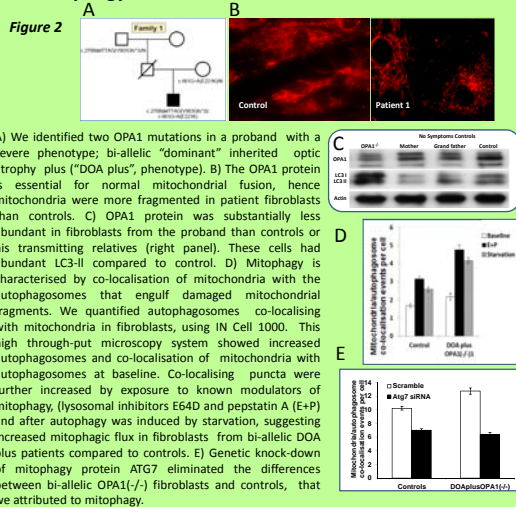 Figure 2
A
B
Family 1
Control
Patient 1
A) We identified two OPA1 mutations in a proband with a
severe phenotype; bi-allelic "dominant" inherited optic
atrophy plus ("DOA plus", phenotype). B) The OPA1 protein
is essential for normal mitochondrial fusion, hence
mitochondria were more fragmented in patient fibroblasts
than controls. C) OPA1 protein was substantially less
abundant in fibroblasts from the proband than controls or
his transmitting relatives (right panel). These cells had
abundant LC3-II compared to control. D) Mitophagy is
characterised by co-localisation of mitochondria with the
autophagosomes that engulf damaged mitochondrial
fragments. We quantified autophagosomes co-localising
with mitochondria in fibroblasts, using IN Cell 1000. This
high through-put microscopy system showed increased
autophagosomes and co-localisation of mitochondria with
autophagosomes at baseline. Co-localising puncta were
further increased by exposure to known modulators of
mitophagy, (lysosomal inhibitors E64D and pepstatin A (E+P)
and after autophagy was induced by starvation, suggesting
increased mitophagic flux in fibroblasts from bi-allelic DOA
plus patients compared to controls. E) Genetic knock-down
of mitophagy protein ATG7 eliminated the differences
between bi-allelic OPA1(-/-) fibroblasts and controls, that
we attributed to mitophagy.
C
No Symptoms Controls
OPA1-/- Mother Grand father Control
OPA1
LC3 I
LC3 II
Actin
D
Mitochondria/autophagosome
co-localisation events per cell
6
5
4
3
2
1
0
Baseline
E+P
Starvation
Control
DOA plus
OPA1(-/-)1
E
Mitochondria/autophagosome
co-localisation events per cell
14
12
10
8
6
4
2
0
Scramble
Atg7 siRNA
Controls
DOAplusOPA1(-/-)